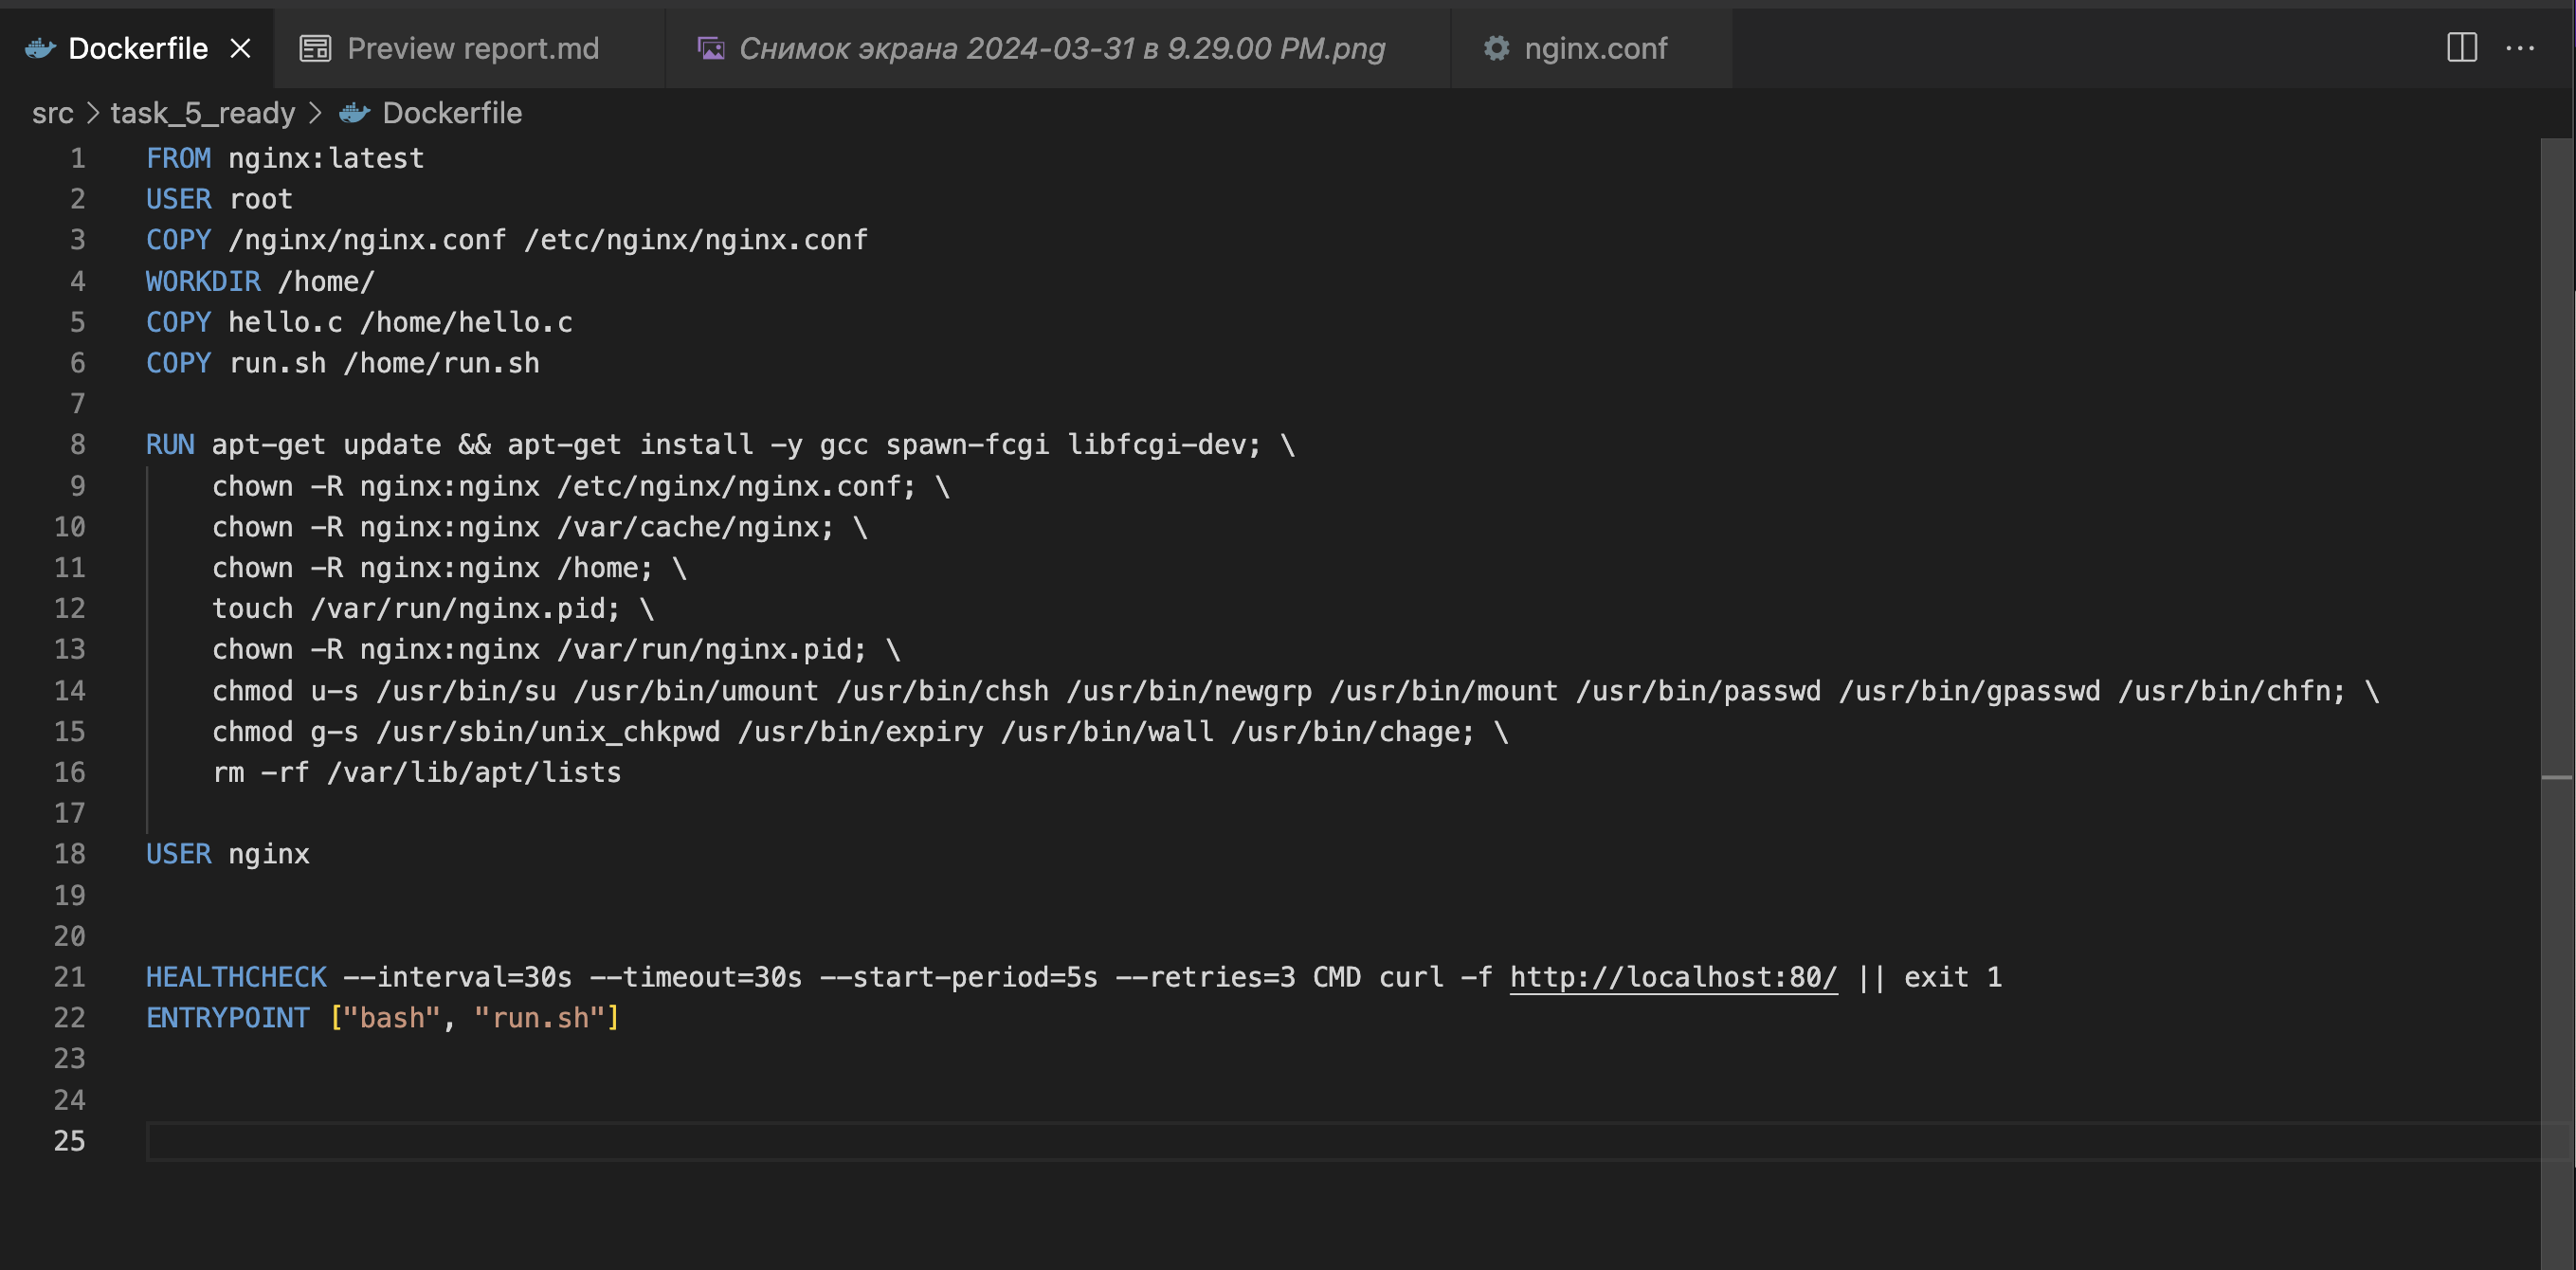 Dockerfile Preview report.md Снимок экрана 2024-03-31 в 9.29.00 PM.png nginx.conf
src > task_5_ready > Dockerfile
1 FROM nginx:latest
2 USER root
3 COPY /nginx/nginx.conf /etc/nginx/nginx.conf
4 WORKDIR /home/
5 COPY hello.c /home/hello.c
6 COPY run.sh /home/run.sh
7
8 RUN apt-get update && apt-get install -y gcc spawn-fcgi libfcgi-dev; \
9 chown -R nginx:nginx /etc/nginx/nginx.conf; \
10 chown -R nginx:nginx /var/cache/nginx; \
11 chown -R nginx:nginx /home; \
12 touch /var/run/nginx.pid; \
13 chown -R nginx:nginx /var/run/nginx.pid; \
14 chmod u-s /usr/bin/su /usr/bin/umount /usr/bin/chsh /usr/bin/newgrp /usr/bin/mount /usr/bin/passwd /usr/bin/gpasswd /usr/bin/chfn; \
15 chmod g-s /usr/sbin/unix_chkpwd /usr/bin/expiry /usr/bin/wall /usr/bin/chage; \
16 rm -rf /var/lib/apt/lists
17
18 USER nginx
19
20
21 HEALTHCHECK --interval=30s --timeout=30s --start-period=5s --retries=3 CMD curl -f http://localhost:80/ || exit 1
22 ENTRYPOINT ["bash", "run.sh"]
23
24
25